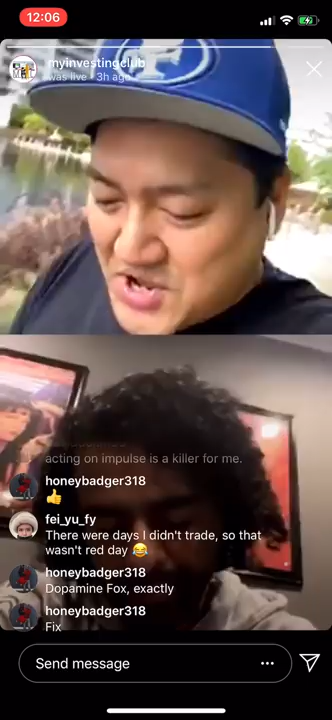 12:06
myinvestingclub
was live · 3h ago
acting on impulse is a killer for me.
honeybadger318
👍
fei_yu_fy
There were days I didn't trade, so that
wasn't red day 😂
honeybadger318
Dopamine Fox, exactly
honeybadger318
Fix
Send message